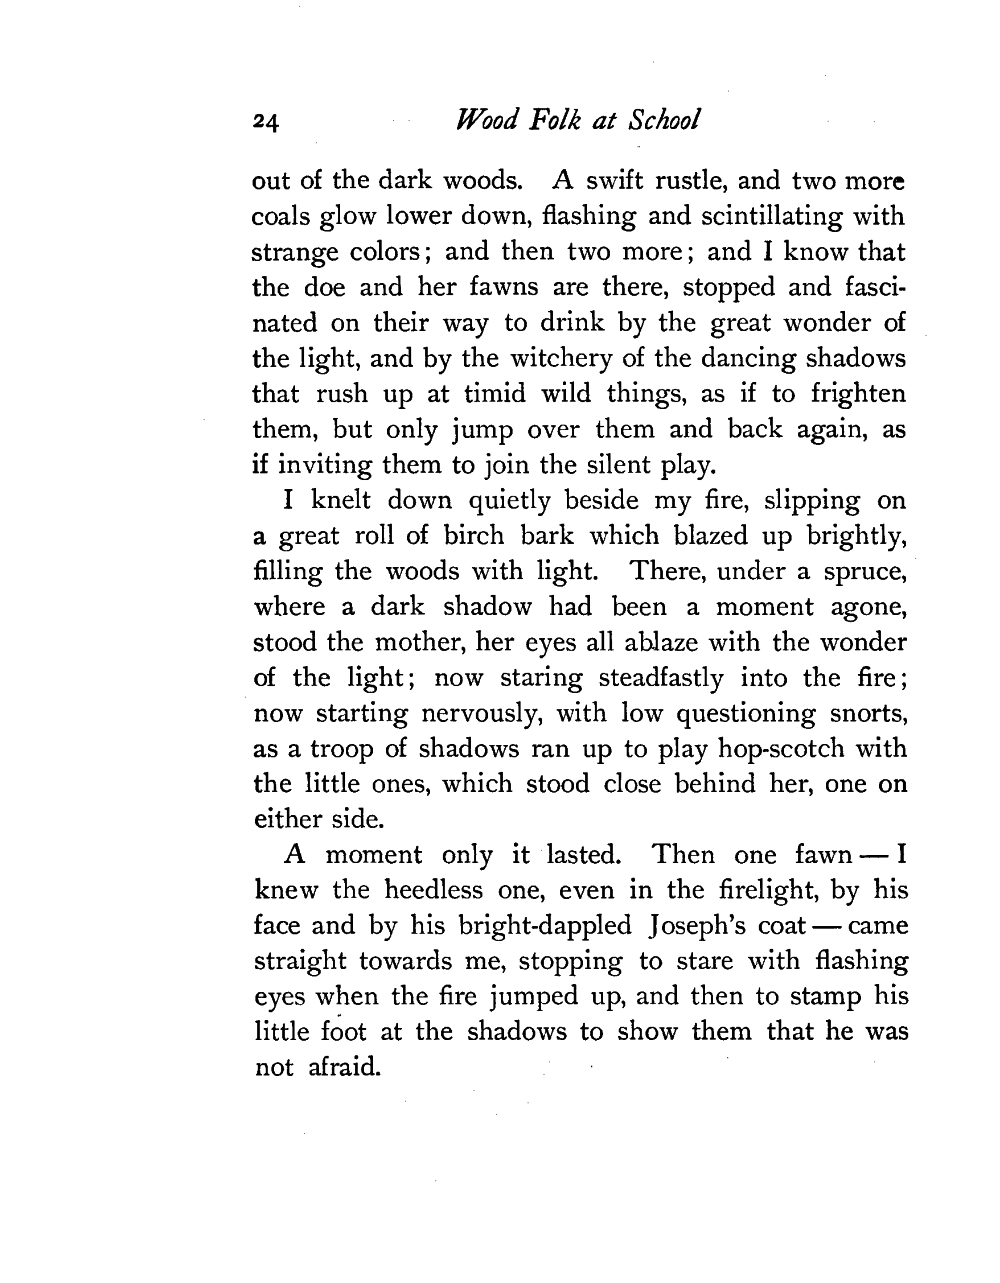 24 Wood Folk at School
out of the dark woods. A swift rustle, and two more
coals glow lower down, flashing and scintillating with
strange colors; and then two more; and I know that
the doe and her fawns are there, stopped and fasci-
nated on their way to drink by the great wonder of
the light, and by the witchery of the dancing shadows
that rush up at timid wild things, as if to frighten
them, but only jump over them and back again, as
if inviting them to join the silent play.
I knelt down quietly beside my fire, slipping on
a great roll of birch bark which blazed up brightly,
filling the woods with light. There, under a spruce,
where a dark shadow had been a moment agone,
stood the mother, her eyes all ablaze with the wonder
of the light; now staring steadfastly into the fire;
now starting nervously, with low questioning snorts,
as a troop of shadows ran up to play hop-scotch with
the little ones, which stood close behind her, one on
either side.
A moment only it lasted. Then one fawn — I
knew the heedless one, even in the firelight, by his
face and by his bright-dappled Joseph's coat — came
straight towards me, stopping to stare with flashing
eyes when the fire jumped up, and then to stamp his
little foot at the shadows to show them that he was
not afraid.